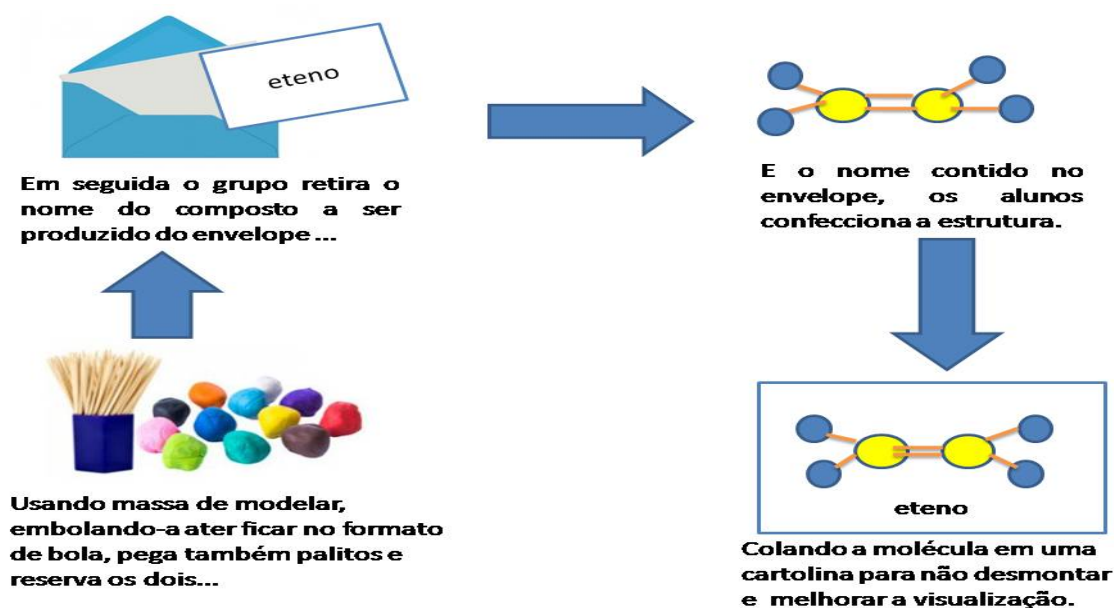 eteno
Em seguida o grupo retira o
nome do composto a ser
produzido do envelope ...
E o nome contido no
envelope, os alunos
confecciona a estrutura.
Usando massa de modelar,
embolando-a ater ficar no formato
de bola, pega também palitos e
reserva os dois...
eteno
Colando a molécula em uma
cartolina para não desmontar
e melhorar a visualização.